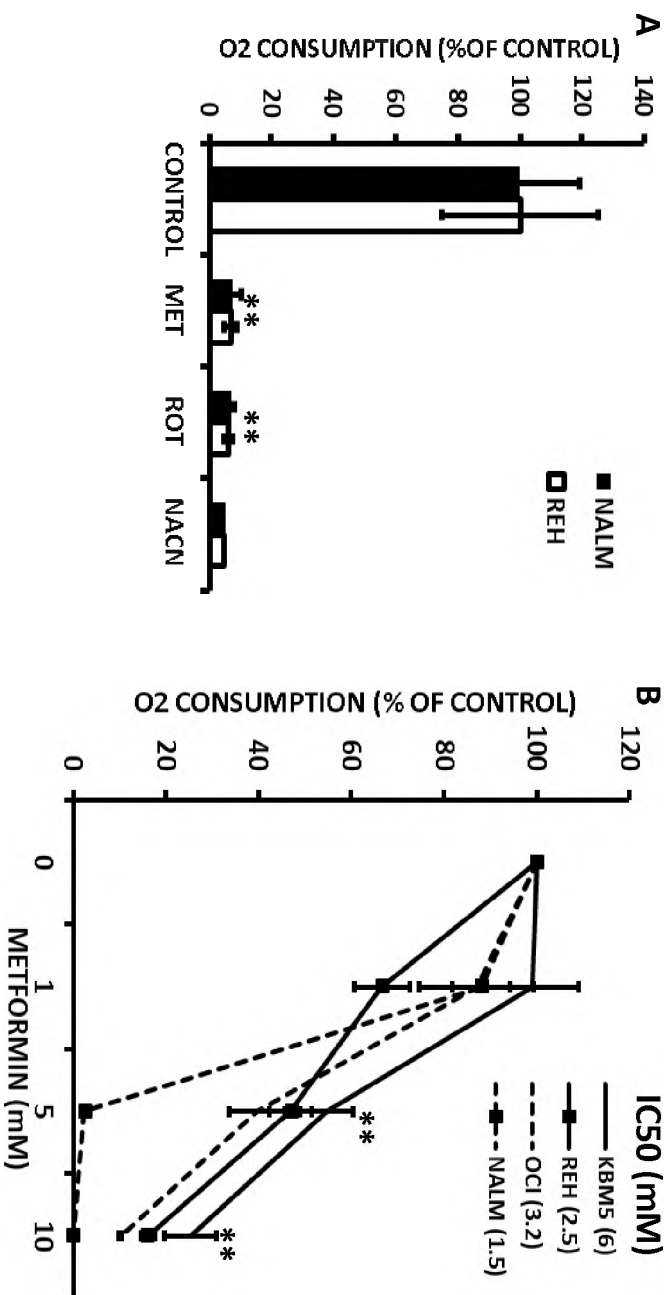 A
O2 CONSUMPTION (%OF CONTROL)
140
120
100
80
60
40
20
0
CONTROL
MET
ROT
NACN
**
**
NALM
REH
B
O2 CONSUMPTION (% OF CONTROL)
120
100
80
60
40
20
0
0
1
5
10
METFORMIN (mM)
**
**
IC50 (mM)
KBM5 (6)
REH (2.5)
OCI (3.2)
NALM (1.5)